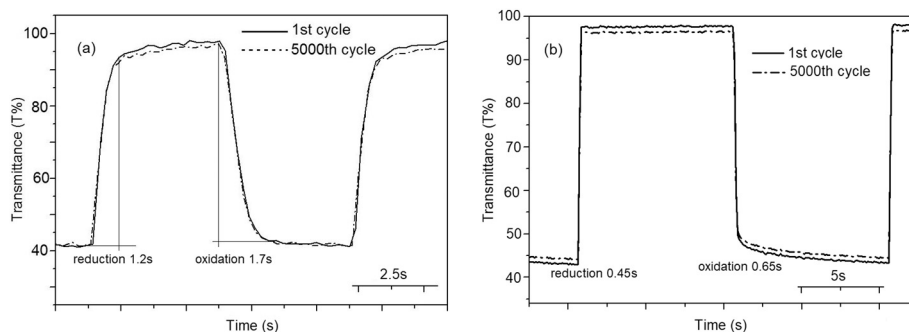 (a)
1st cycle
5000th cycle
Transmittance (T%)
100
80
60
40
reduction 1.2s
oxidation 1.7s
2.5s
Time (s)
(b)
1st cycle
5000th cycle
Transmittance (T%)
100
90
80
70
60
50
40
reduction 0.45s
oxidation 0.65s
5s
Time (s)